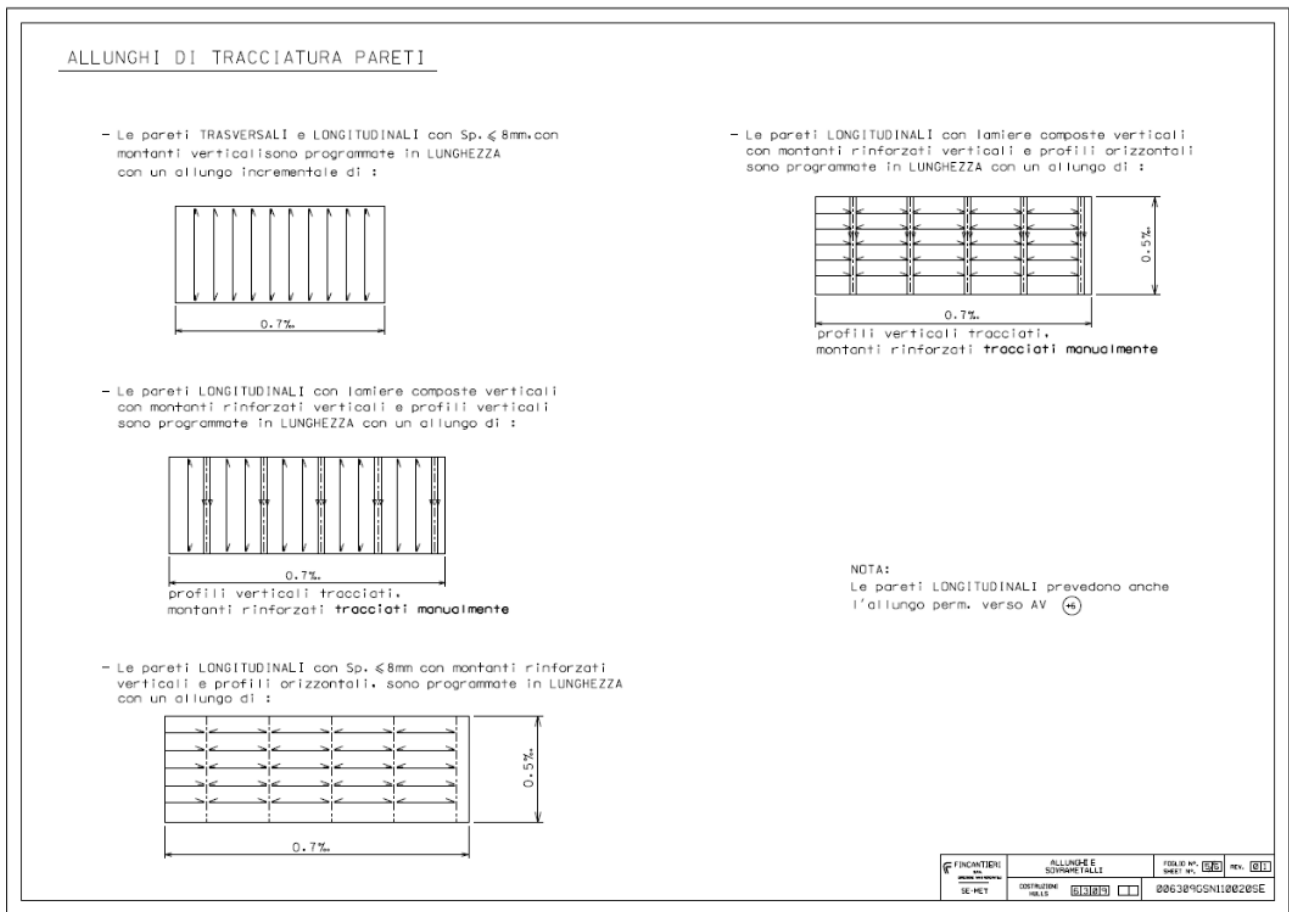 ALLUNGHI DI TRACCIATURA PARETI
- Le pareti TRASVERSALI e LONGITUDINALI con Sp. ⩽ 8mm.con
montanti verticalisono programmate in LUNGHEZZA
con un allungo incrementale di :
0.7‰
- Le pareti LONGITUDINALI con lamiere composte verticali
con montanti rinforzati verticali e profili verticali
sono programmate in LUNGHEZZA con un allungo di :
0.7‰
profili verticali tracciati.
montanti rinforzati tracciati manualmente
- Le pareti LONGITUDINALI con Sp. ⩽8mm con montanti rinforzati
verticali e profili orizzontali. sono programmate in LUNGHEZZA
con un allungo di :
0.5‰
0.7‰
- Le pareti LONGITUDINALI con lamiere composte verticali
con montanti rinforzati verticali e profili orizzontali
sono programmate in LUNGHEZZA con un allungo di :
0.5‰
0.7‰
profili verticali tracciati.
montanti rinforzati tracciati manualmente
NOTA:
Le pareti LONGITUDINALI prevedono anche
l'allungo perm. verso AV +6
FINCANTIERI
SE-MET
ALLUNGHI E
SOVRAMETALLI
FOGLIO Nº.
SHEET Nº.
REV. 01
COSTRUZIONE
HULLS
6309
006309GSN110020SE